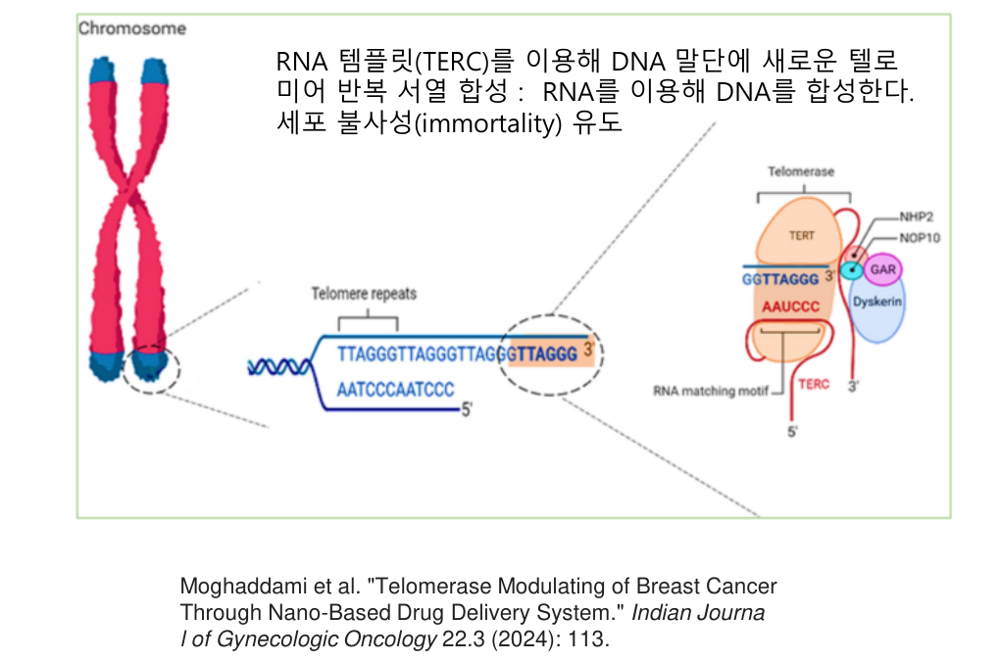 Chromosome
RNA 템플릿(TERC)를 이용해 DNA 말단에 새로운 텔로
미어 반복 서열 합성 : RNA를 이용해 DNA를 합성한다.
세포 불사성(immortality) 유도
Telomerase
NHP2
NOP10
TERT
GAR
GGTTAGGG 3'
Dyskerin
AAUCCC
Telomere repeats
TTAGGGTTAGGGTTAGGGTTAGGG 3'
AATCCCAATCCC
5'
RNA matching motif
TERC
3'
5'
Moghaddami et al. "Telomerase Modulating of Breast Cancer
Through Nano-Based Drug Delivery System." Indian Journa
l of Gynecologic Oncology 22.3 (2024): 113.